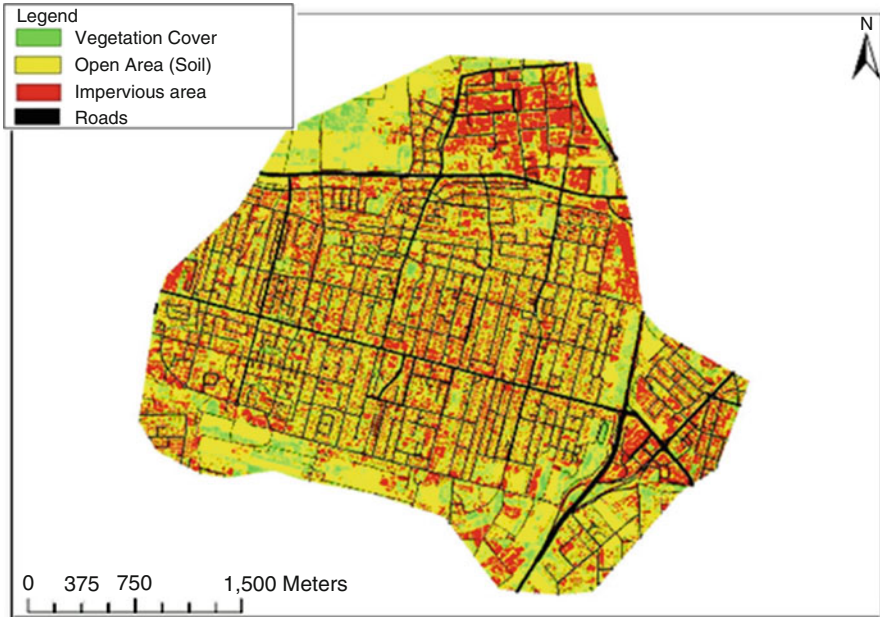 Legend
Vegetation Cover
Open Area (Soil)
Impervious area
Roads
N
0 375 750 1,500 Meters